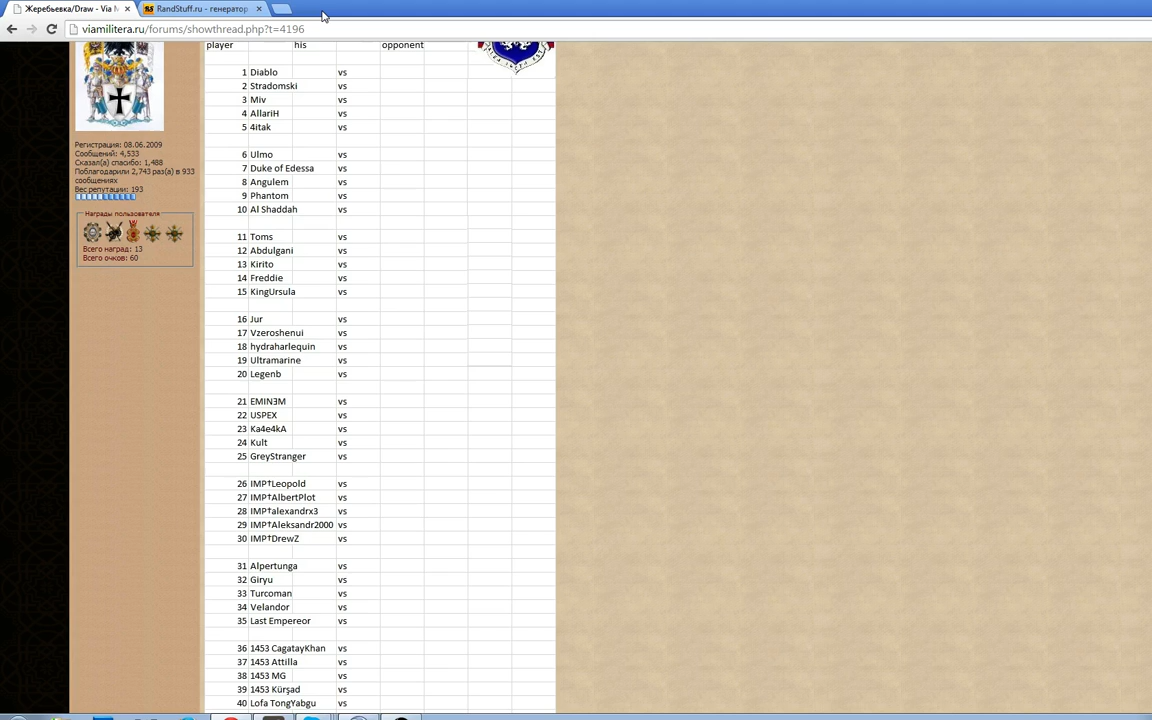 Жеребьевка/Draw - Via M
RandStuff.ru - генератор
viamilitera.ru/forums/showthread.php?t=4196
player his opponent
Регистрация: 08.06.2009
Сообщений: 4,533
Сказал(а) спасибо: 1,488
Поблагодарили 2,743 раз(а) в 933
сообщениях
Вес репутации: 193
Награды пользователя
Всего наград: 13
Всего очков: 60
1 Diablo vs
2 Stradomski vs
3 Miv vs
4 AllariH vs
5 4itak vs
6 Ulmo vs
7 Duke of Edessa vs
8 Angulem vs
9 Phantom vs
10 Al Shaddah vs
11 Toms vs
12 Abdulgani vs
13 Kirito vs
14 Freddie vs
15 KingUrsula vs
16 Jur vs
17 Vzeroshenui vs
18 hydraharlequin vs
19 Ultramarine vs
20 Legenb vs
21 EMINƎM vs
22 USPEX vs
23 Ka4e4kA vs
24 Kult vs
25 GreyStranger vs
26 IMP†Leopold vs
27 IMP†AlbertPlot vs
28 IMP†alexandrx3 vs
29 IMP†Aleksandr2000 vs
30 IMP†DrewZ vs
31 Alpertunga vs
32 Giryu vs
33 Turcoman vs
34 Velandor vs
35 Last Empereor vs
36 1453 CagatayKhan vs
37 1453 Attilla vs
38 1453 MG vs
39 1453 Kürşad vs
40 Lofa TongYabgu vs